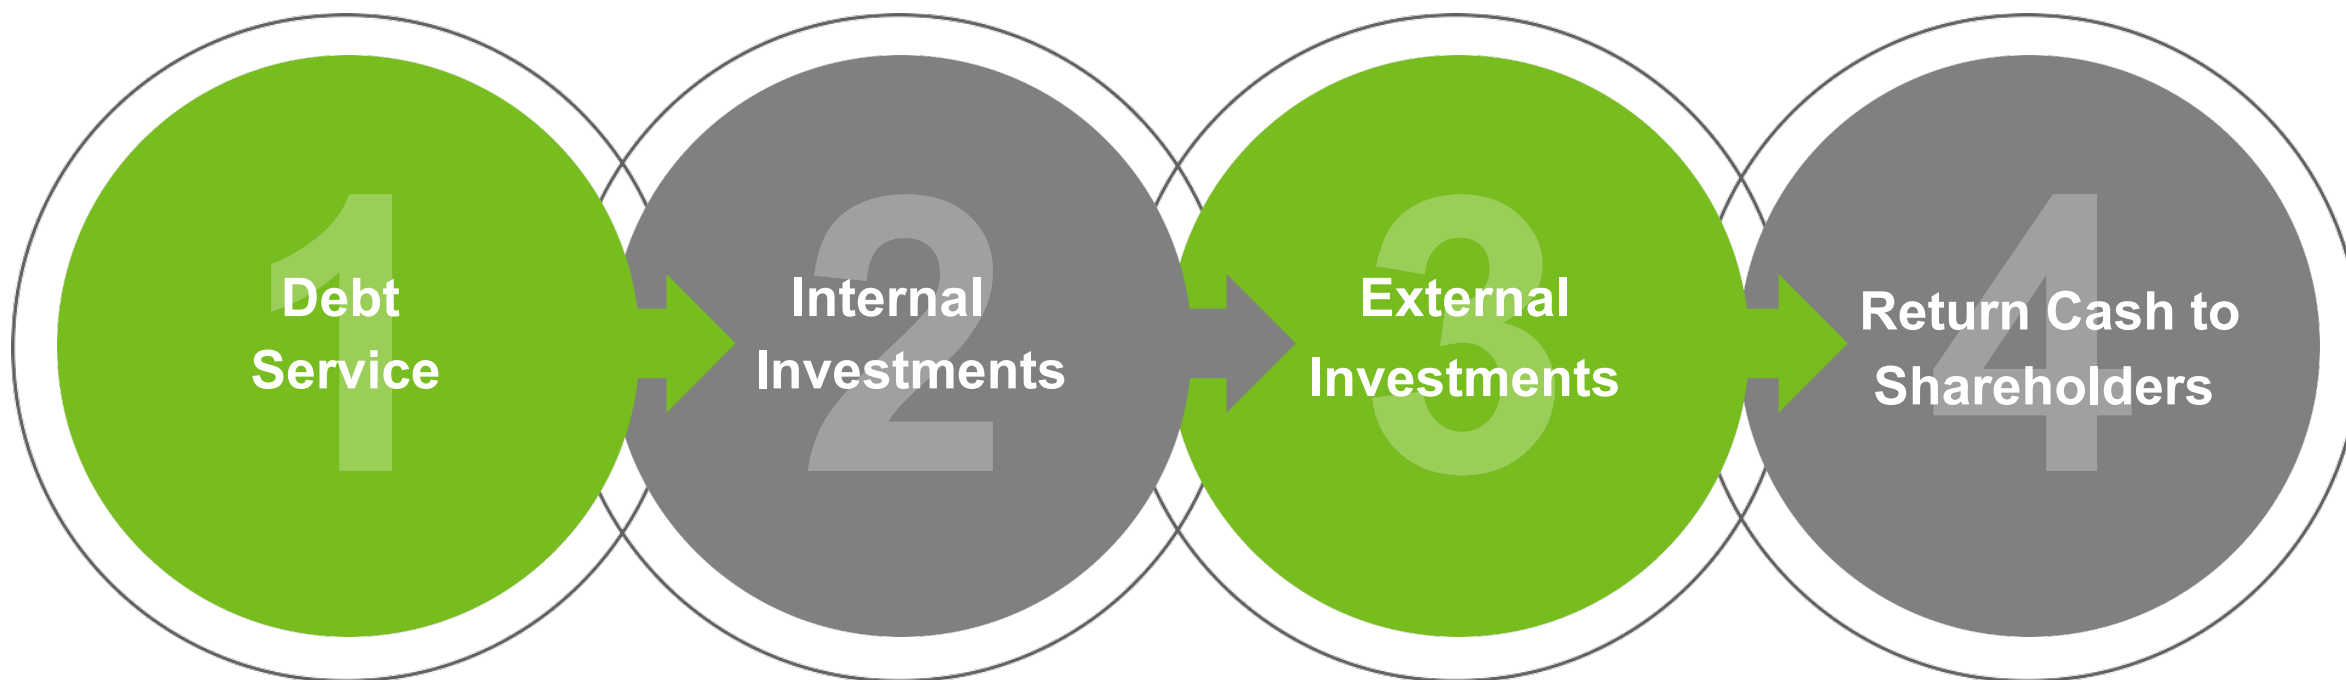 1
Debt
Service
2
Internal
Investments
3
External
Investments
4
Return Cash to
Shareholders